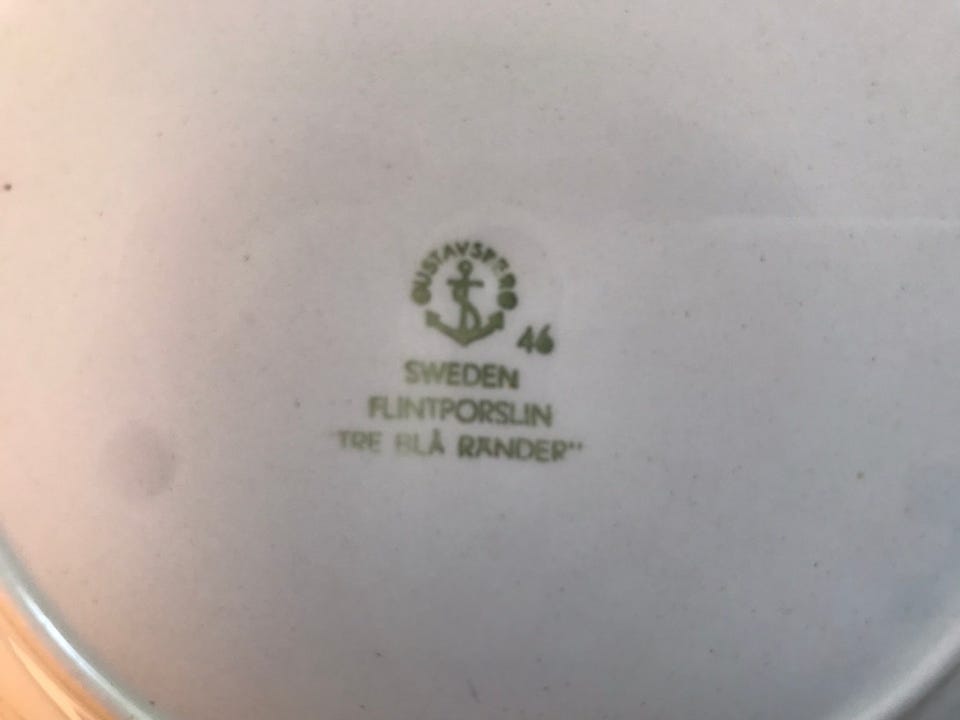 GUSTAVSBERG
46
SWEDEN
FLINTPORSLIN
TRE BLÅ RÄNDER"